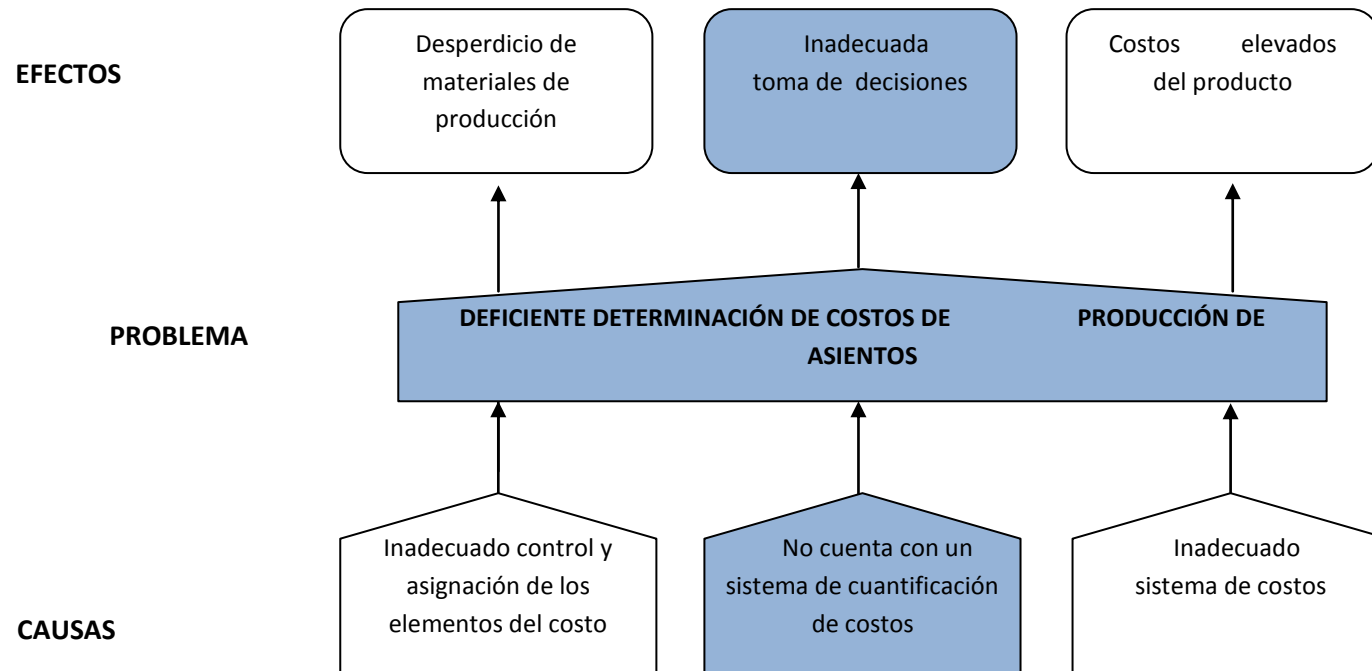 EFECTOS
Desperdicio de
materiales de
producción
Inadecuada
toma de decisiones
Costos elevados
del producto
PROBLEMA
DEFICIENTE DETERMINACIÓN DE COSTOS DE PRODUCCIÓN DE
ASIENTOS
CAUSAS
Inadecuado control y
asignación de los
elementos del costo
No cuenta con un
sistema de cuantificación
de costos
Inadecuado
sistema de costos